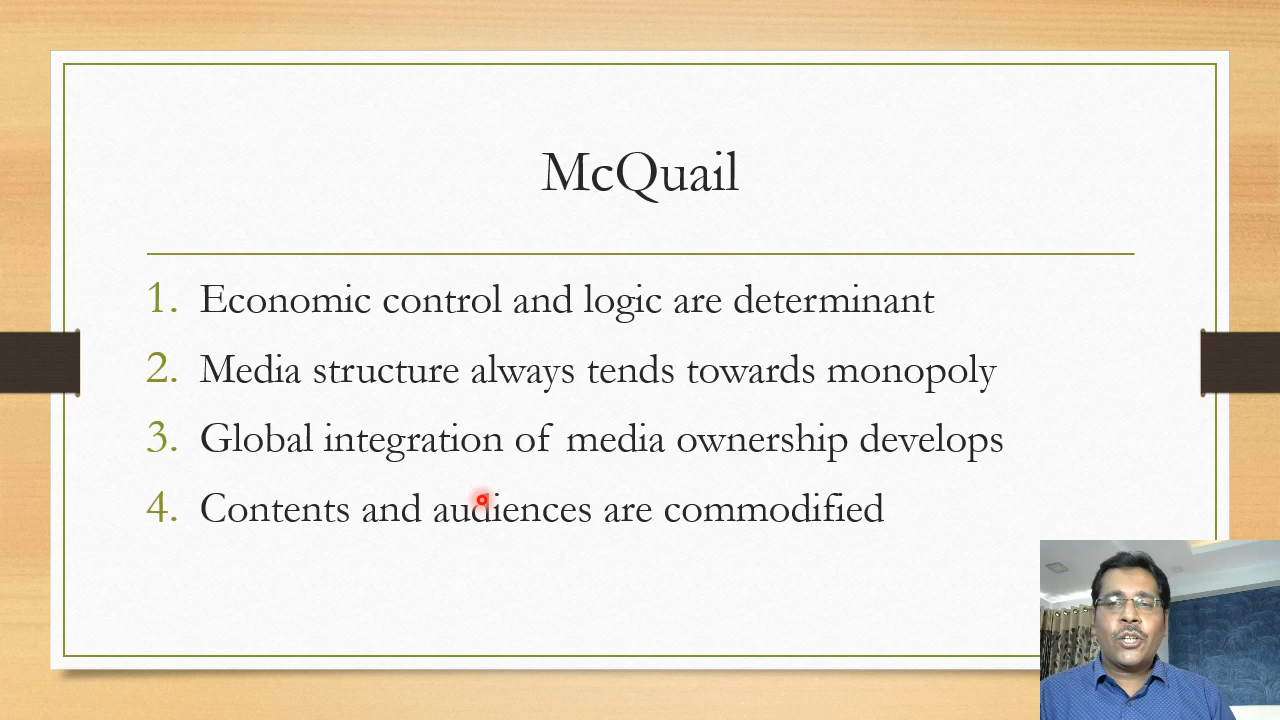 McQuail
1. Economic control and logic are determinant
2. Media structure always tends towards monopoly
3. Global integration of media ownership develops
4. Contents and audiences are commodified